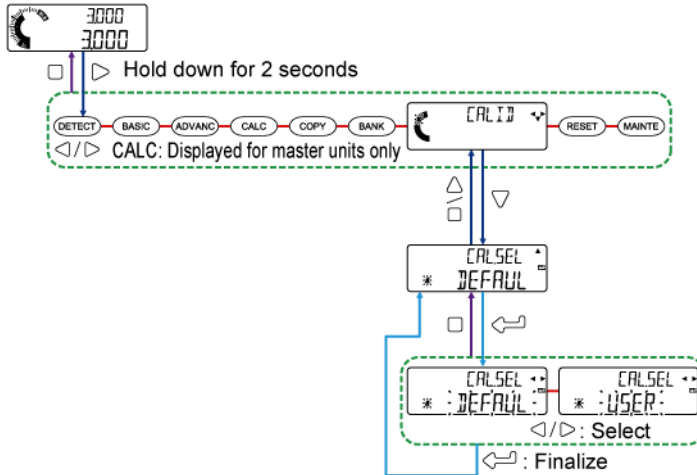 3.000
3.000
Hold down for 2 seconds
DETECT BASIC ADVANC CALC COPY BANK CALIB RESET MAINTE
CALC: Displayed for master units only
CALSEL
DEFAUL
CALSEL CALSEL
DEFAUL USER
: Select
: Finalize